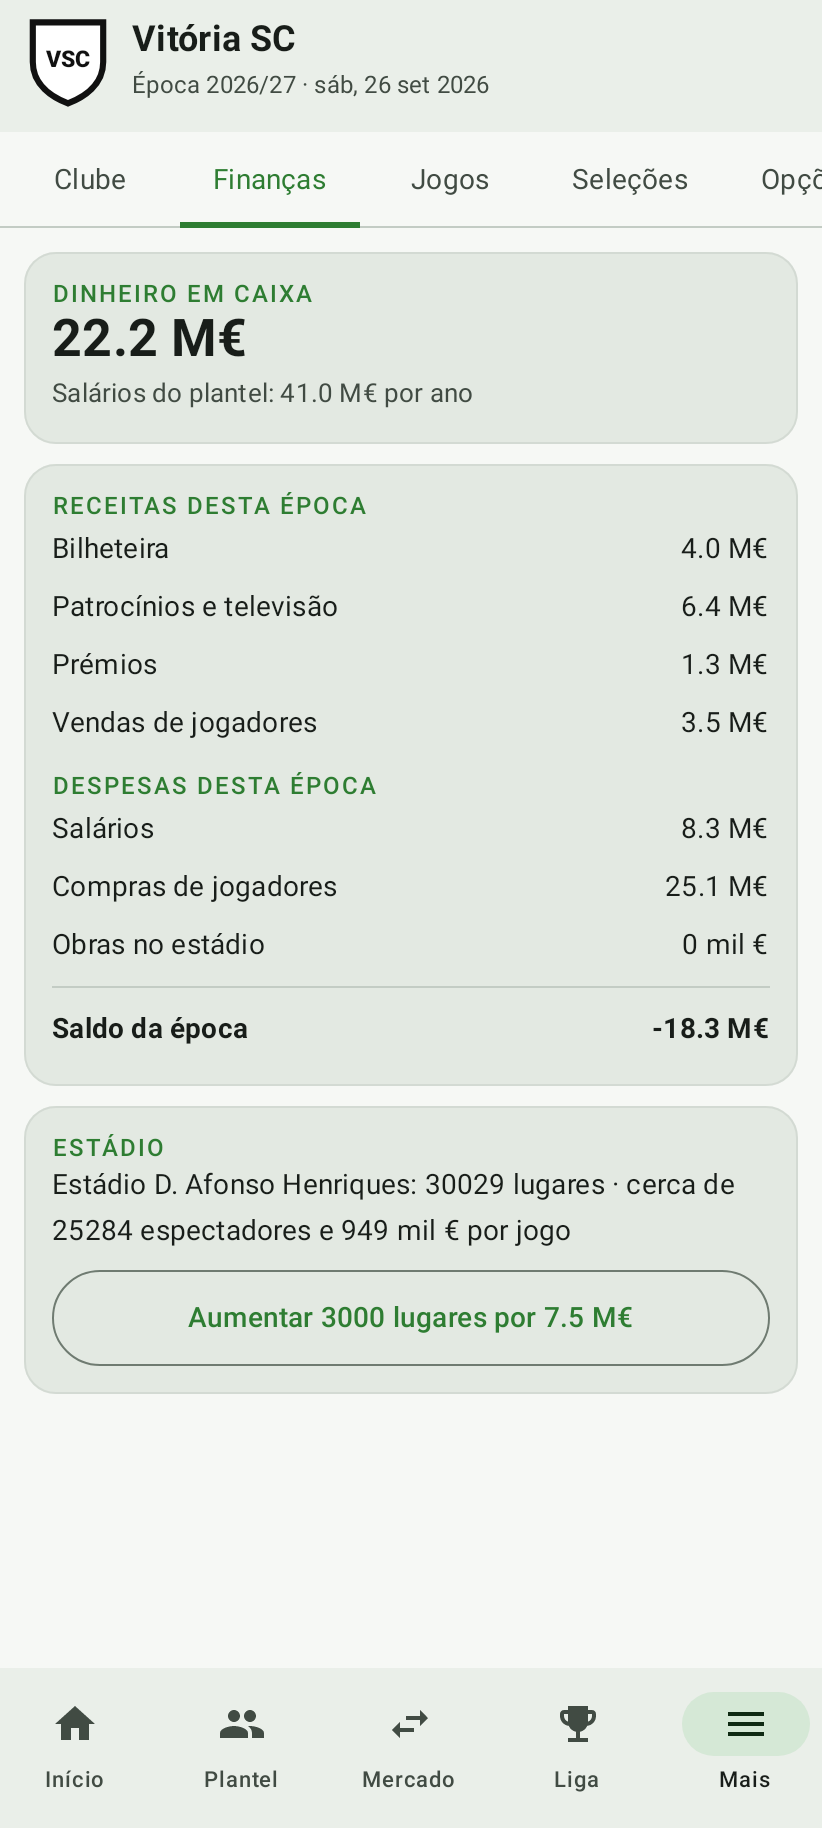 VSC
Vitória SC
Época 2026/27 · sáb, 26 set 2026
Clube
Finanças
Jogos
Seleções
Opçõ
DINHEIRO EM CAIXA
22.2 M€
Salários do plantel: 41.0 M€ por ano
RECEITAS DESTA ÉPOCA
Bilheteira 4.0 M€
Patrocínios e televisão 6.4 M€
Prémios 1.3 M€
Vendas de jogadores 3.5 M€
DESPESAS DESTA ÉPOCA
Salários 8.3 M€
Compras de jogadores 25.1 M€
Obras no estádio 0 mil €
Saldo da época -18.3 M€
ESTÁDIO
Estádio D. Afonso Henriques: 30029 lugares · cerca de
25284 espectadores e 949 mil € por jogo
Aumentar 3000 lugares por 7.5 M€
Início
Plantel
Mercado
Liga
Mais